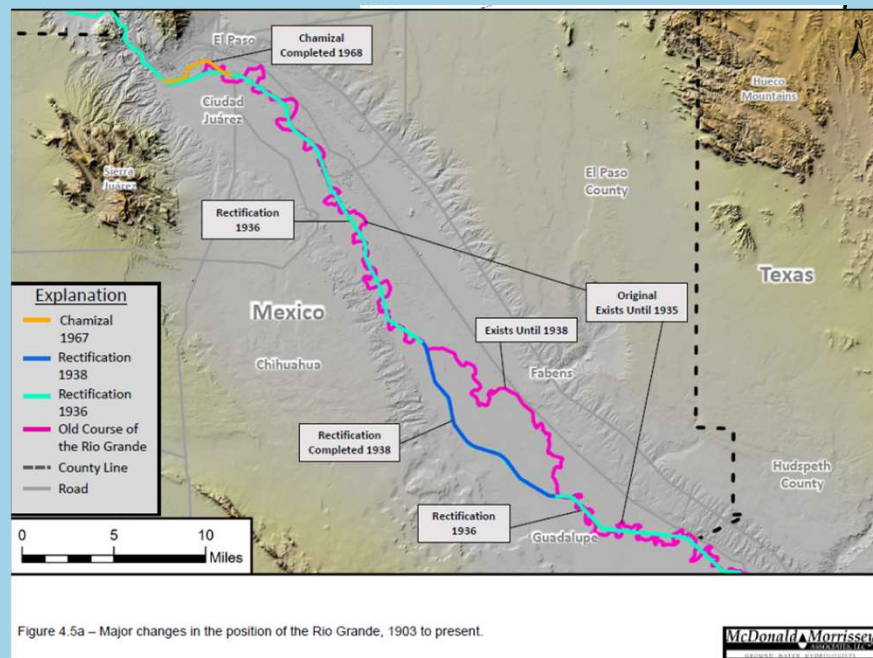 El Paso
Chamizal
Completed 1968
Ciudad
Juárez
Hueco
Mountains
Sierra
Juárez
El Paso
County
Rectification
1936
Texas
Original
Exists Until 1935
Mexico
Exists Until 1938
Chihuahua
Fabens
Rectification
Completed 1938
Hudspeth
County
Rectification
1936
Guadalupe
Explanation
Chamizal
1967
Rectification
1938
Rectification
1936
Old Course of
the Rio Grande
County Line
Road
0 5 10
Miles
N
Figure 4.5a – Major changes in the position of the Rio Grande, 1903 to present.
McDonald Morrissey
ASSOCIATES, LLC